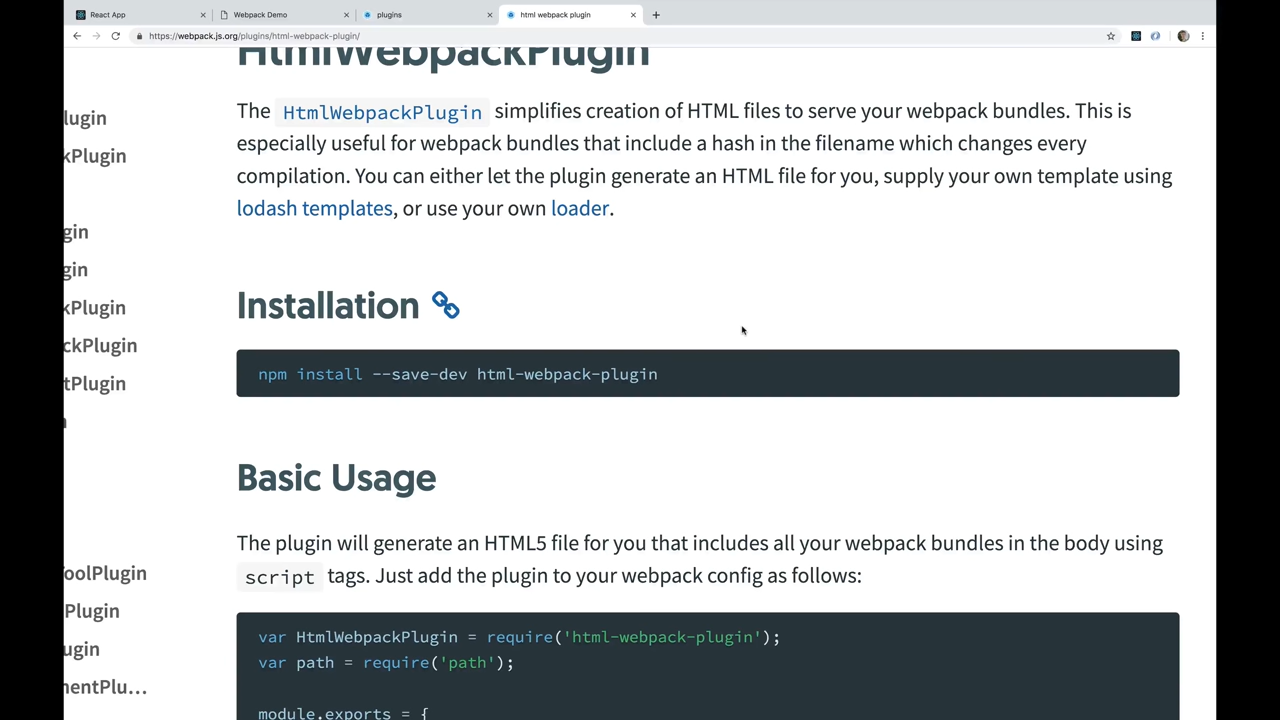 React App
Webpack Demo
plugins
html webpack plugin
https://webpack.js.org/plugins/html-webpack-plugin/
HtmlWebpackPlugin
The HtmlWebpackPlugin simplifies creation of HTML files to serve your webpack bundles. This is
especially useful for webpack bundles that include a hash in the filename which changes every
compilation. You can either let the plugin generate an HTML file for you, supply your own template using
lodash templates, or use your own loader.
Installation
npm install --save-dev html-webpack-plugin
Basic Usage
The plugin will generate an HTML5 file for you that includes all your webpack bundles in the body using
script tags. Just add the plugin to your webpack config as follows:
var HtmlWebpackPlugin = require('html-webpack-plugin');
var path = require('path');
module.exports = {
lugin
kPlugin
gin
gin
kPlugin
ckPlugin
tPlugin
oolPlugin
Plugin
ugin
mentPlu...